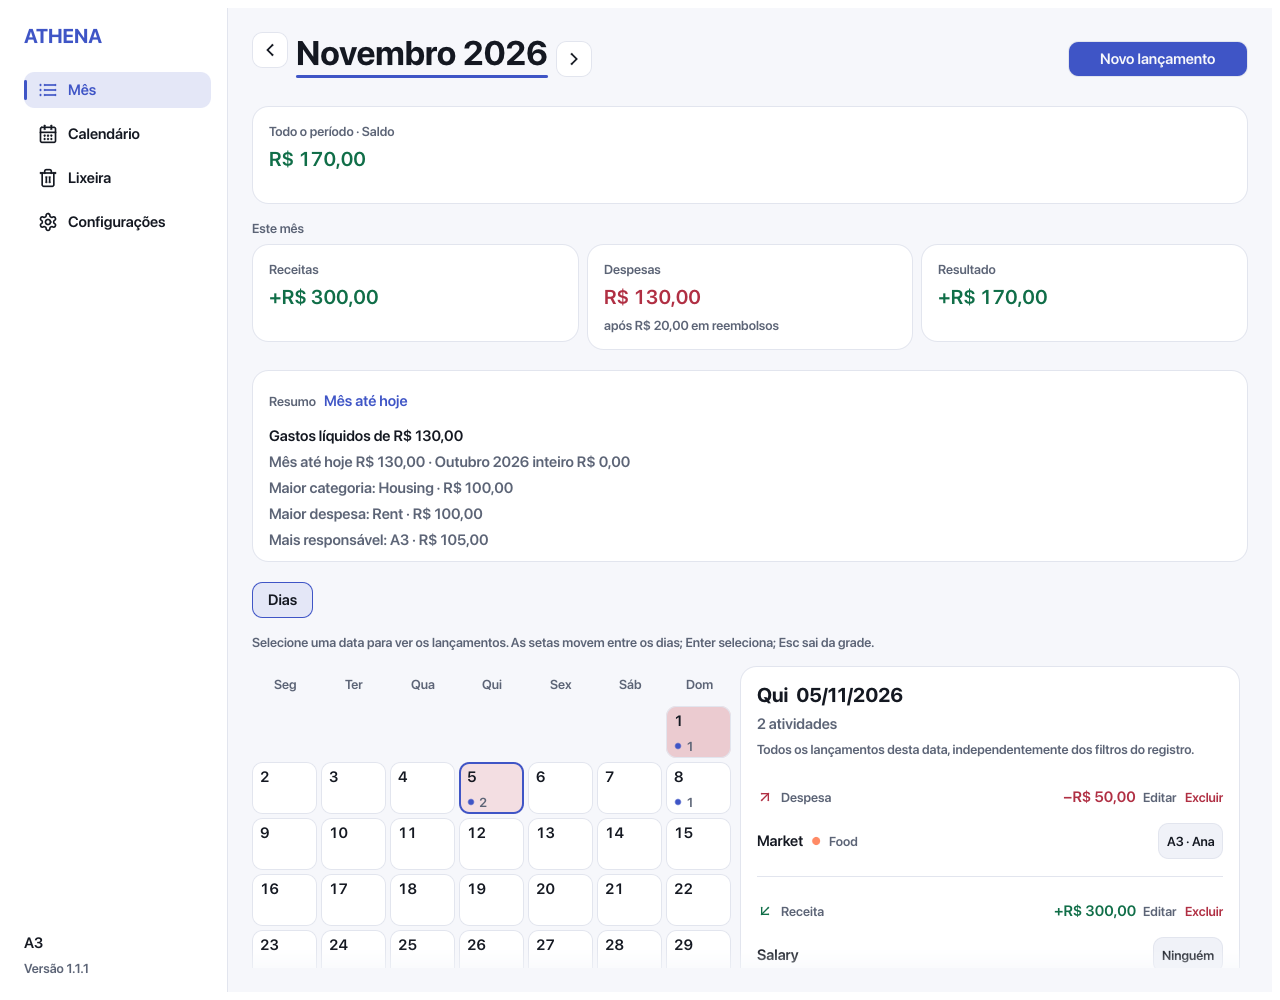 ATHENA
Mês
Calendário
Lixeira
Configurações
A3
Versão 1.1.1
Novembro 2026
Novo lançamento
Todo o período · Saldo
R$ 170,00
Este mês
Receitas
+R$ 300,00
Despesas
R$ 130,00
após R$ 20,00 em reembolsos
Resultado
+R$ 170,00
Resumo Mês até hoje
Gastos líquidos de R$ 130,00
Mês até hoje R$ 130,00 · Outubro 2026 inteiro R$ 0,00
Maior categoria: Housing · R$ 100,00
Maior despesa: Rent · R$ 100,00
Mais responsável: A3 · R$ 105,00
Dias
Selecione uma data para ver os lançamentos. As setas movem entre os dias; Enter seleciona; Esc sai da grade.
Seg Ter Qua Qui Sex Sáb Dom
1
1
2 3 4 5 6 7 8
2 1
9 10 11 12 13 14 15
16 17 18 19 20 21 22
23 24 25 26 27 28 29
Qui 05/11/2026
2 atividades
Todos os lançamentos desta data, independentemente dos filtros do registro.
Despesa −R$ 50,00 Editar Excluir
Market Food A3 · Ana
Receita +R$ 300,00 Editar Excluir
Salary Ninguém